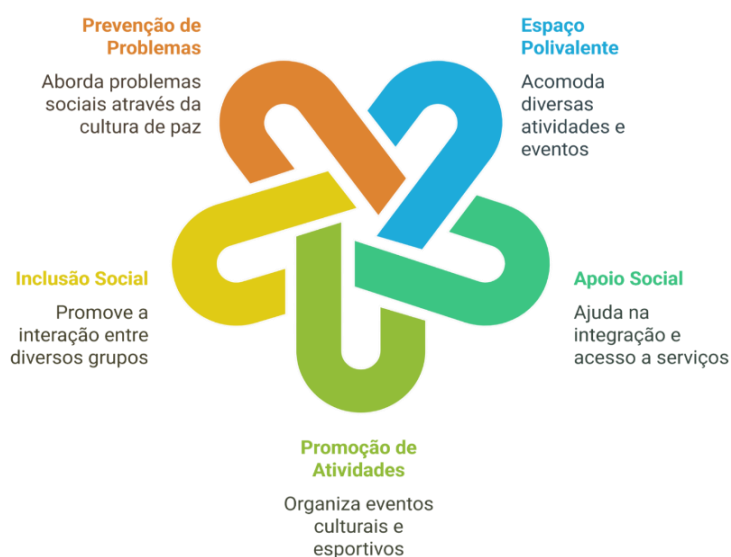 Prevenção de
Problemas
Aborda problemas
sociais através da
cultura de paz
Espaço
Polivalente
Acomoda
diversas
atividades e
eventos
Inclusão Social
Promove a
interação entre
diversos grupos
Apoio Social
Ajuda na
integração e
acesso a serviços
Promoção de
Atividades
Organiza eventos
culturais e
esportivos